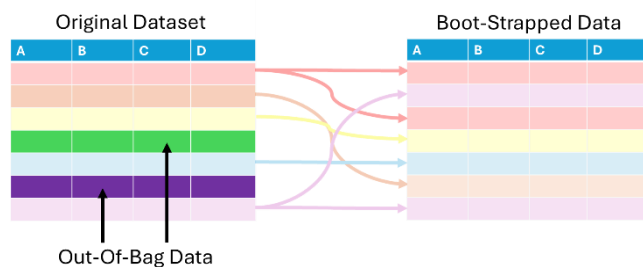 Original Dataset
Boot-Strapped Data
A B C D
A B C D
Out-Of-Bag Data